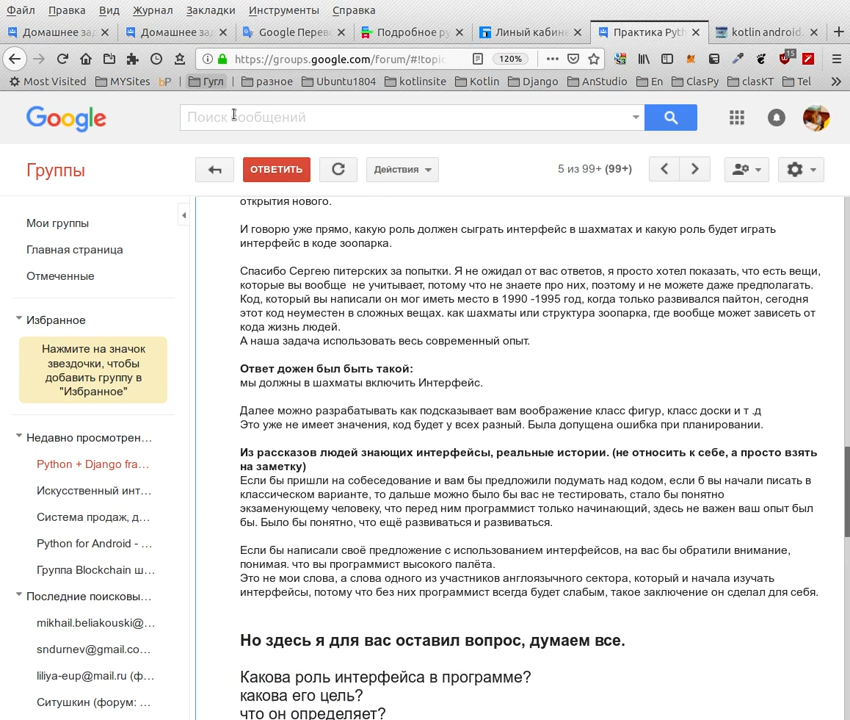 Файл Правка Вид Журнал Закладки Инструменты Справка
Домашнее за Домашнее за Google Перев Подробное ру Личный кабине Практика Pyth kotlin android.
https://groups.google.com/forum/#!topi 120% 15
Most Visited MYSites bP Гугл разное Ubuntu1804 kotlinsite Kotlin Django AnStudio En ClasPy clasKT Tel
Google Поиск сообщений
Группы ОТВЕТИТЬ Действия 5 из 99+ (99+)
Мои группы
Главная страница
Отмеченные
Избранное
Нажмите на значок
звездочки, чтобы
добавить группу в
"Избранное"
Недавно просмотрен…
Python + Django fra…
Искусственный инт…
Система продаж, д…
Python for Android - …
Группа Blockchain ш…
Последние поисковы…
mikhail.beliakouski@…
sndurnev@gmail.co…
liliya-eup@mail.ru (ф…
Ситушкин (форум: …
открытия нового.
И говорю уже прямо, какую роль должен сыграть интерфейс в шахматах и какую роль будет играть
интерфейс в коде зоопарка.
Спасибо Сергею питерских за попытки. Я не ожидал от вас ответов, я просто хотел показать, что есть вещи,
которые вы вообще не учитывает, потому что не знаете про них, поэтому и не можете даже предполагать.
Код, который вы написали он мог иметь место в 1990 -1995 год, когда только развивался пайтон, сегодня
этот код неуместен в сложных вещах. как шахматы или структура зоопарка, где вообще может зависеть от
кода жизнь людей.
А наша задача использовать весь современный опыт.
Ответ дожен был быть такой:
мы должны в шахматы включить Интерфейс.
Далее можно разрабатывать как подсказывает вам воображение класс фигур, класс доски и т .д
Это уже не имеет значения, код будет у всех разный. Была допущена ошибка при планировании.
Из рассказов людей знающих интерфейсы, реальные истории. (не относить к себе, а просто взять
на заметку)
Если бы пришли на собеседование и вам бы предложили подумать над кодом, если б вы начали писать в
классическом варианте, то дальше можно было бы вас не тестировать, стало бы понятно
экзаменующему человеку, что перед ним программист только начинающий, здесь не важен ваш опыт был
бы. Было бы понятно, что ещё развиваться и развиваться.
Если бы написали своё предложение с использованием интерфейсов, на вас бы обратили внимание,
понимая. что вы программист высокого палёта.
Это не мои слова, а слова одного из участников англоязычного сектора, который и начала изучать
интерфейсы, потому что без них программист всегда будет слабым, такое заключение он сделал для себя.
Но здесь я для вас оставил вопрос, думаем все.
Какова роль интерфейса в программе?
какова его цель?
что он определяет?